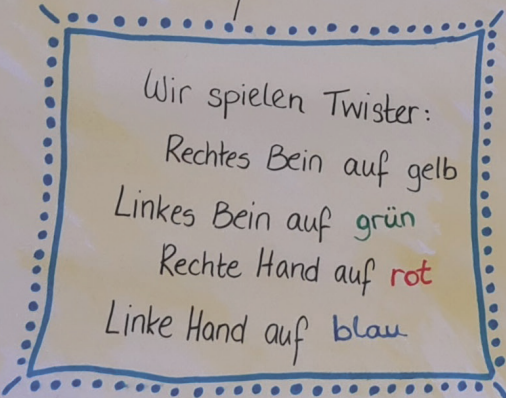 Wir spielen Twister:
Rechtes Bein auf gelb
Linkes Bein auf grün
Rechte Hand auf rot
Linke Hand auf blau